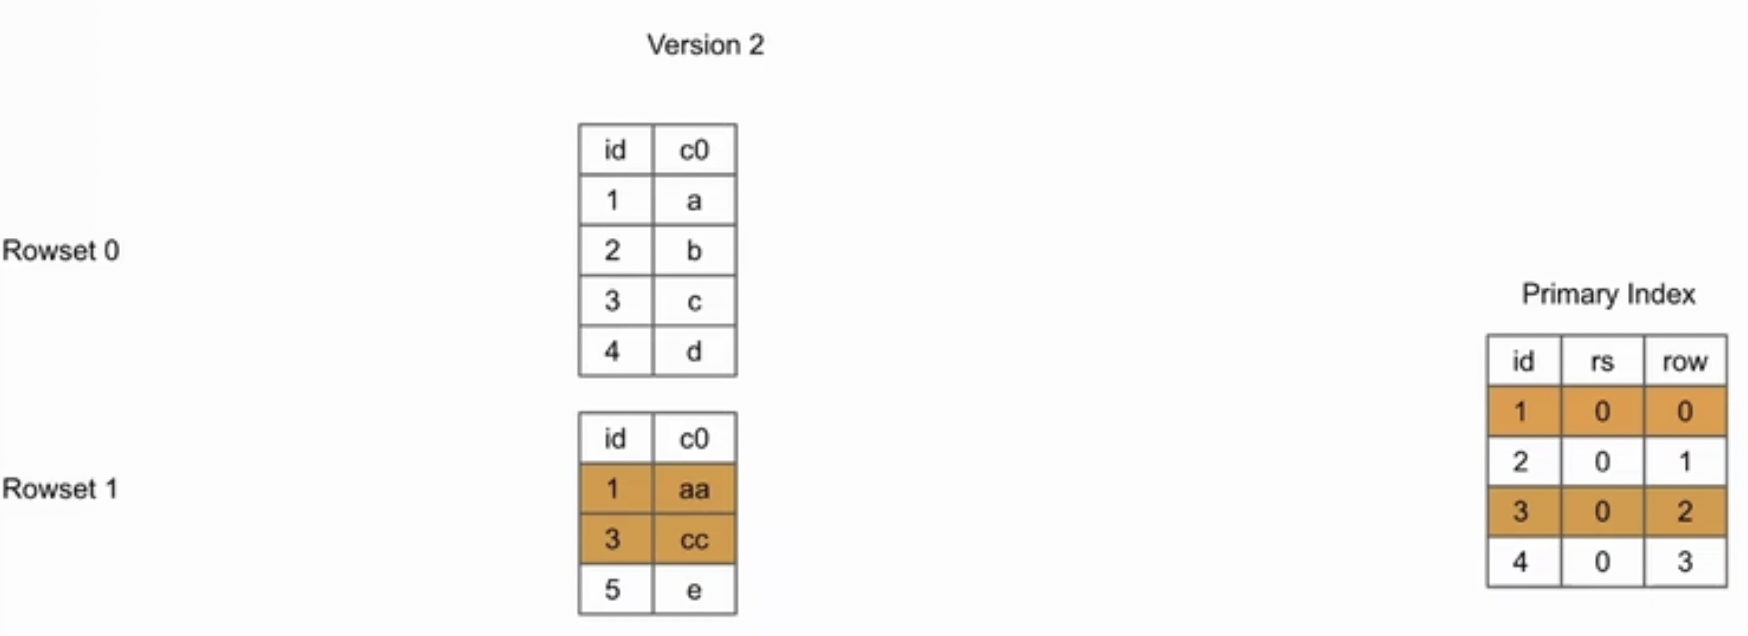 Version 2
Rowset 0
id c0
1 a
2 b
3 c
4 d
Rowset 1
id c0
1 aa
3 cc
5 e
Primary Index
id rs row
1 0 0
2 0 1
3 0 2
4 0 3